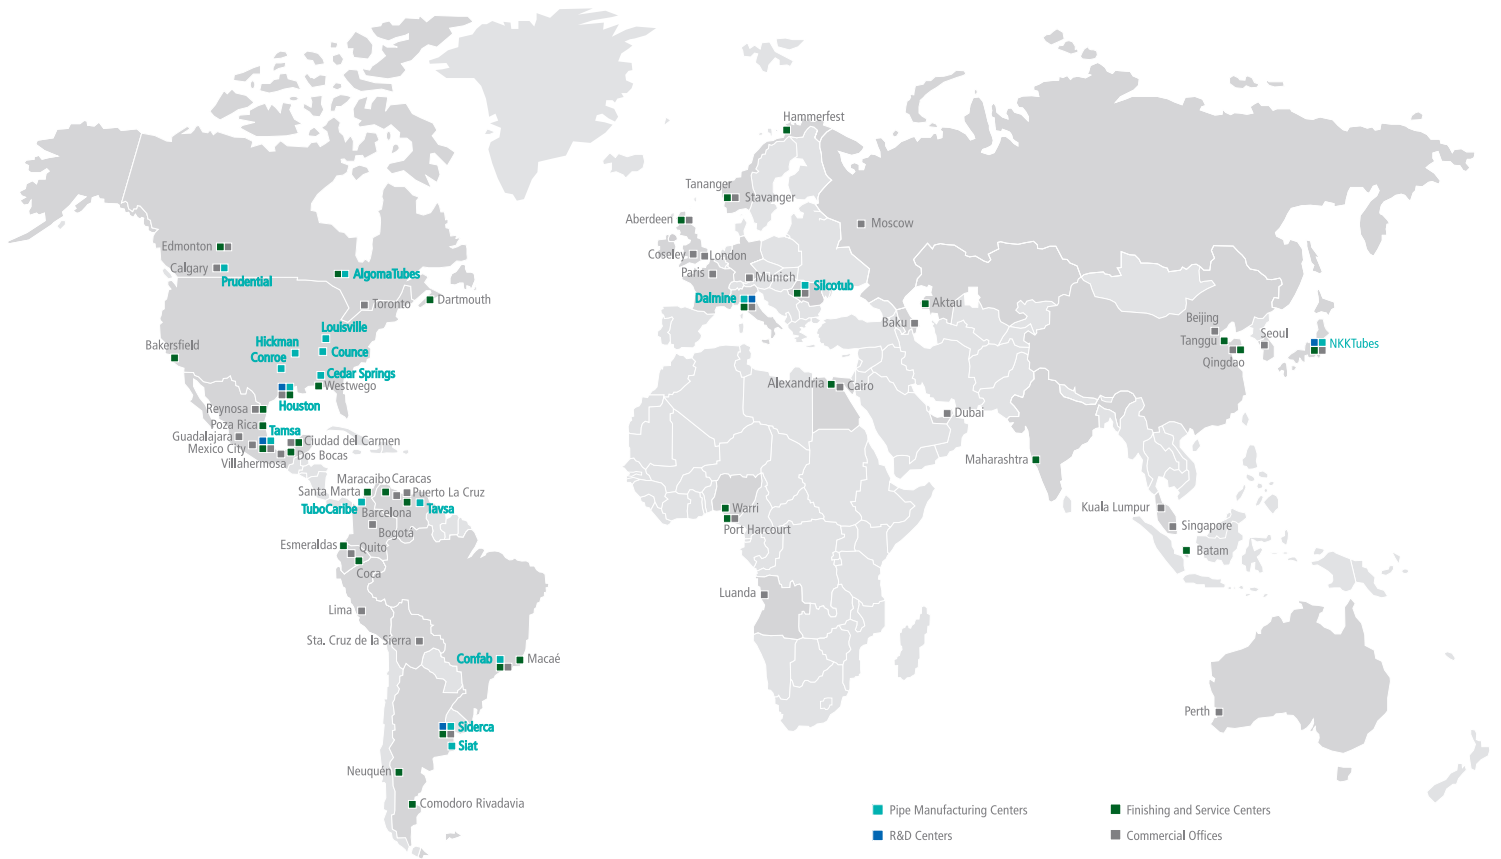 Hammerfest
Tananger
Stavanger
Aberdeen
Moscow
Edmonton
Coseley
London
Calgary
Prudential
AlgomaTubes
Paris
Munich
Silcotub
Dalmine
Toronto
Dartmouth
Aktau
Baku
Beijing
Seoul
Tanggu
NKKTubes
Qingdao
Louisville
Bakersfield
Hickman
Conroe
Counce
Cedar Springs
Westwego
Alexandria
Cairo
Houston
Reynosa
Dubai
Poza Rica
Tamsa
Guadalajara
Ciudad del Carmen
Mexico City
Dos Bocas
Villahermosa
Maharashtra
Maracaibo
Caracas
Santa Marta
Puerto La Cruz
TuboCaribe
Tavsa
Barcelona
Bogotá
Warri
Port Harcourt
Kuala Lumpur
Singapore
Esmeraldas
Quito
Batam
Coca
Luanda
Lima
Sta. Cruz de la Sierra
Confab
Macaé
Perth
Siderca
Siat
Neuquén
Comodoro Rivadavia
Pipe Manufacturing Centers
Finishing and Service Centers
R&D Centers
Commercial Offices